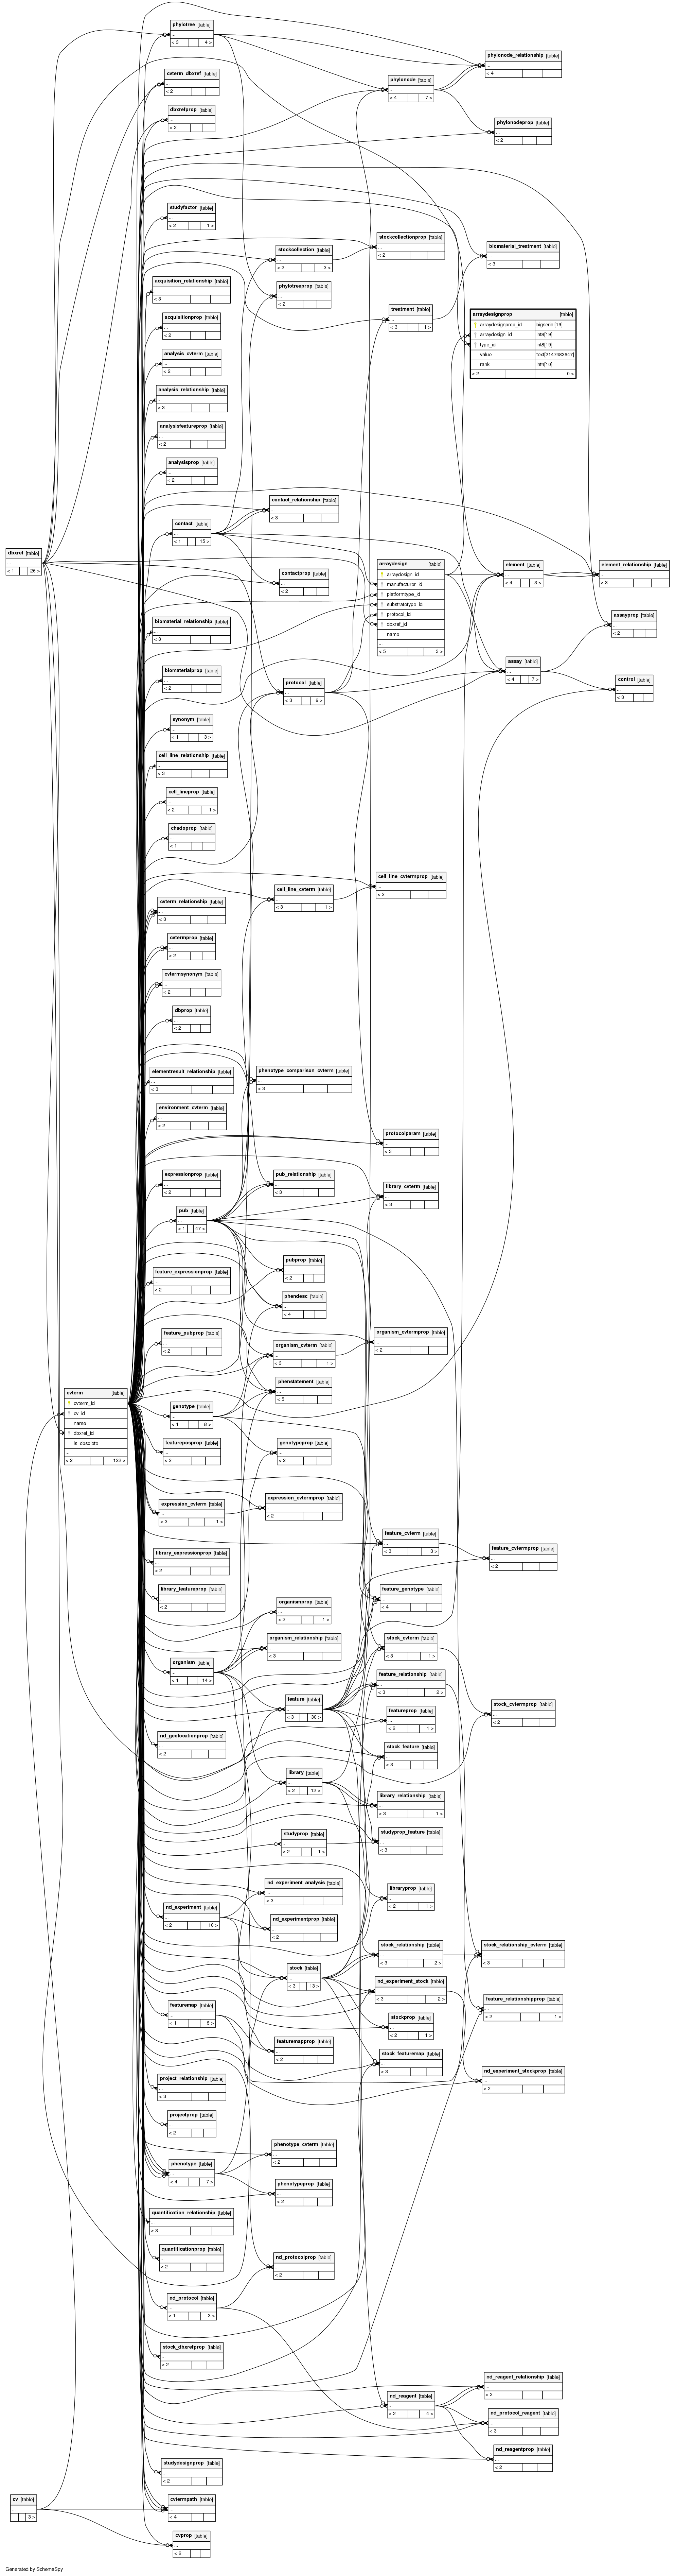 phylotree [table]
...
< 3 4 >
phylonode_relationship [table]
...
< 4
cvterm_dbxref [table]
...
< 2
phylonode [table]
...
< 4 7 >
dbxrefprop [table]
...
< 2
phylonodeprop [table]
...
< 2
studyfactor [table]
...
< 2 1 >
stockcollectionprop [table]
...
< 2
biomaterial_treatment [table]
...
< 3
stockcollection [table]
...
< 2 3 >
acquisition_relationship [table]
...
< 3
phylotreeprop [table]
...
< 2
treatment [table]
...
< 3 1 >
arraydesignprop [table]
arraydesignprop_id bigserial[19]
arraydesign_id int8[19]
type_id int8[19]
value text[2147483647]
rank int4[10]
< 2 0 >
acquisitionprop [table]
...
< 2
analysis_cvterm [table]
...
< 2
analysis_relationship [table]
...
< 3
analysisfeatureprop [table]
...
< 2
analysisprop [table]
...
< 2
contact_relationship [table]
...
< 3
contact [table]
...
< 1 15 >
dbxref [table]
...
< 1 26 >
contactprop [table]
...
< 2
arraydesign [table]
arraydesign_id
manufacturer_id
platformtype_id
substratetype_id
protocol_id
dbxref_id
name
...
< 5 3 >
element [table]
...
< 4 3 >
element_relationship [table]
...
< 3
biomaterial_relationship [table]
...
< 3
assayprop [table]
...
< 2
biomaterialprop [table]
...
< 2
protocol [table]
...
< 3 6 >
assay [table]
...
< 4 7 >
control [table]
...
< 3
synonym [table]
...
< 1 3 >
cell_line_relationship [table]
...
< 3
cell_lineprop [table]
...
< 2 1 >
chadoprop [table]
...
< 1
cell_line_cvterm [table]
...
< 3 1 >
cell_line_cvtermprop [table]
...
< 2
cvterm_relationship [table]
...
< 3
cvtermprop [table]
...
< 2
cvtermsynonym [table]
...
< 2
dbprop [table]
...
< 2
elementresult_relationship [table]
...
< 3
phenotype_comparison_cvterm [table]
...
< 3
environment_cvterm [table]
...
< 2
protocolparam [table]
...
< 3
expressionprop [table]
...
< 2
pub_relationship [table]
...
< 3
library_cvterm [table]
...
< 3
pub [table]
...
< 1 47 >
feature_expressionprop [table]
...
< 2
pubprop [table]
...
< 2
phendesc [table]
...
< 4
feature_pubprop [table]
...
< 2
organism_cvterm [table]
...
< 3 1 >
organism_cvtermprop [table]
...
< 2
cvterm [table]
cvterm_id
cv_id
name
dbxref_id
is_obsolete
...
< 2 122 >
phenstatement [table]
...
< 5
genotype [table]
...
< 1 8 >
featureposprop [table]
...
< 2
genotypeprop [table]
...
< 2
expression_cvterm [table]
...
< 3 1 >
expression_cvtermprop [table]
...
< 2
feature_cvterm [table]
...
< 3 3 >
feature_cvtermprop [table]
...
< 2
library_expressionprop [table]
...
< 2
library_featureprop [table]
...
< 2
feature_genotype [table]
...
< 4
organismprop [table]
...
< 2 1 >
organism_relationship [table]
...
< 3
stock_cvterm [table]
...
< 3 1 >
organism [table]
...
< 1 14 >
feature_relationship [table]
...
< 3 2 >
feature [table]
...
< 3 30 >
featureprop [table]
...
< 2 1 >
stock_cvtermprop [table]
...
< 2
nd_geolocationprop [table]
...
< 2
stock_feature [table]
...
< 3
library [table]
...
< 2 12 >
library_relationship [table]
...
< 3 1 >
studyprop [table]
...
< 2 1 >
studyprop_feature [table]
...
< 3
nd_experiment_analysis [table]
...
< 3
libraryprop [table]
...
< 2 1 >
nd_experiment [table]
...
< 2 10 >
nd_experimentprop [table]
...
< 2
stock_relationship [table]
...
< 3 2 >
stock_relationship_cvterm [table]
...
< 3
stock [table]
...
< 3 13 >
nd_experiment_stock [table]
...
< 3 2 >
feature_relationshipprop [table]
...
< 2 1 >
featuremap [table]
...
< 1 8 >
stockprop [table]
...
< 2 1 >
featuremapprop [table]
...
< 2
stock_featuremap [table]
...
< 3
nd_experiment_stockprop [table]
...
< 2
project_relationship [table]
...
< 3
projectprop [table]
...
< 2
phenotype_cvterm [table]
...
< 2
phenotype [table]
...
< 4 7 >
phenotypeprop [table]
...
< 2
quantification_relationship [table]
...
< 3
quantificationprop [table]
...
< 2
nd_protocolprop [table]
...
< 2
nd_protocol [table]
...
< 1 3 >
stock_dbxrefprop [table]
...
< 2
nd_reagent_relationship [table]
...
< 3
nd_reagent [table]
...
< 2 4 >
nd_protocol_reagent [table]
...
< 3
nd_reagentprop [table]
...
< 2
studydesignprop [table]
...
< 2
cv [table]
...
3 >
cvtermpath [table]
...
< 4
cvprop [table]
...
< 2
Generated by SchemaSpy